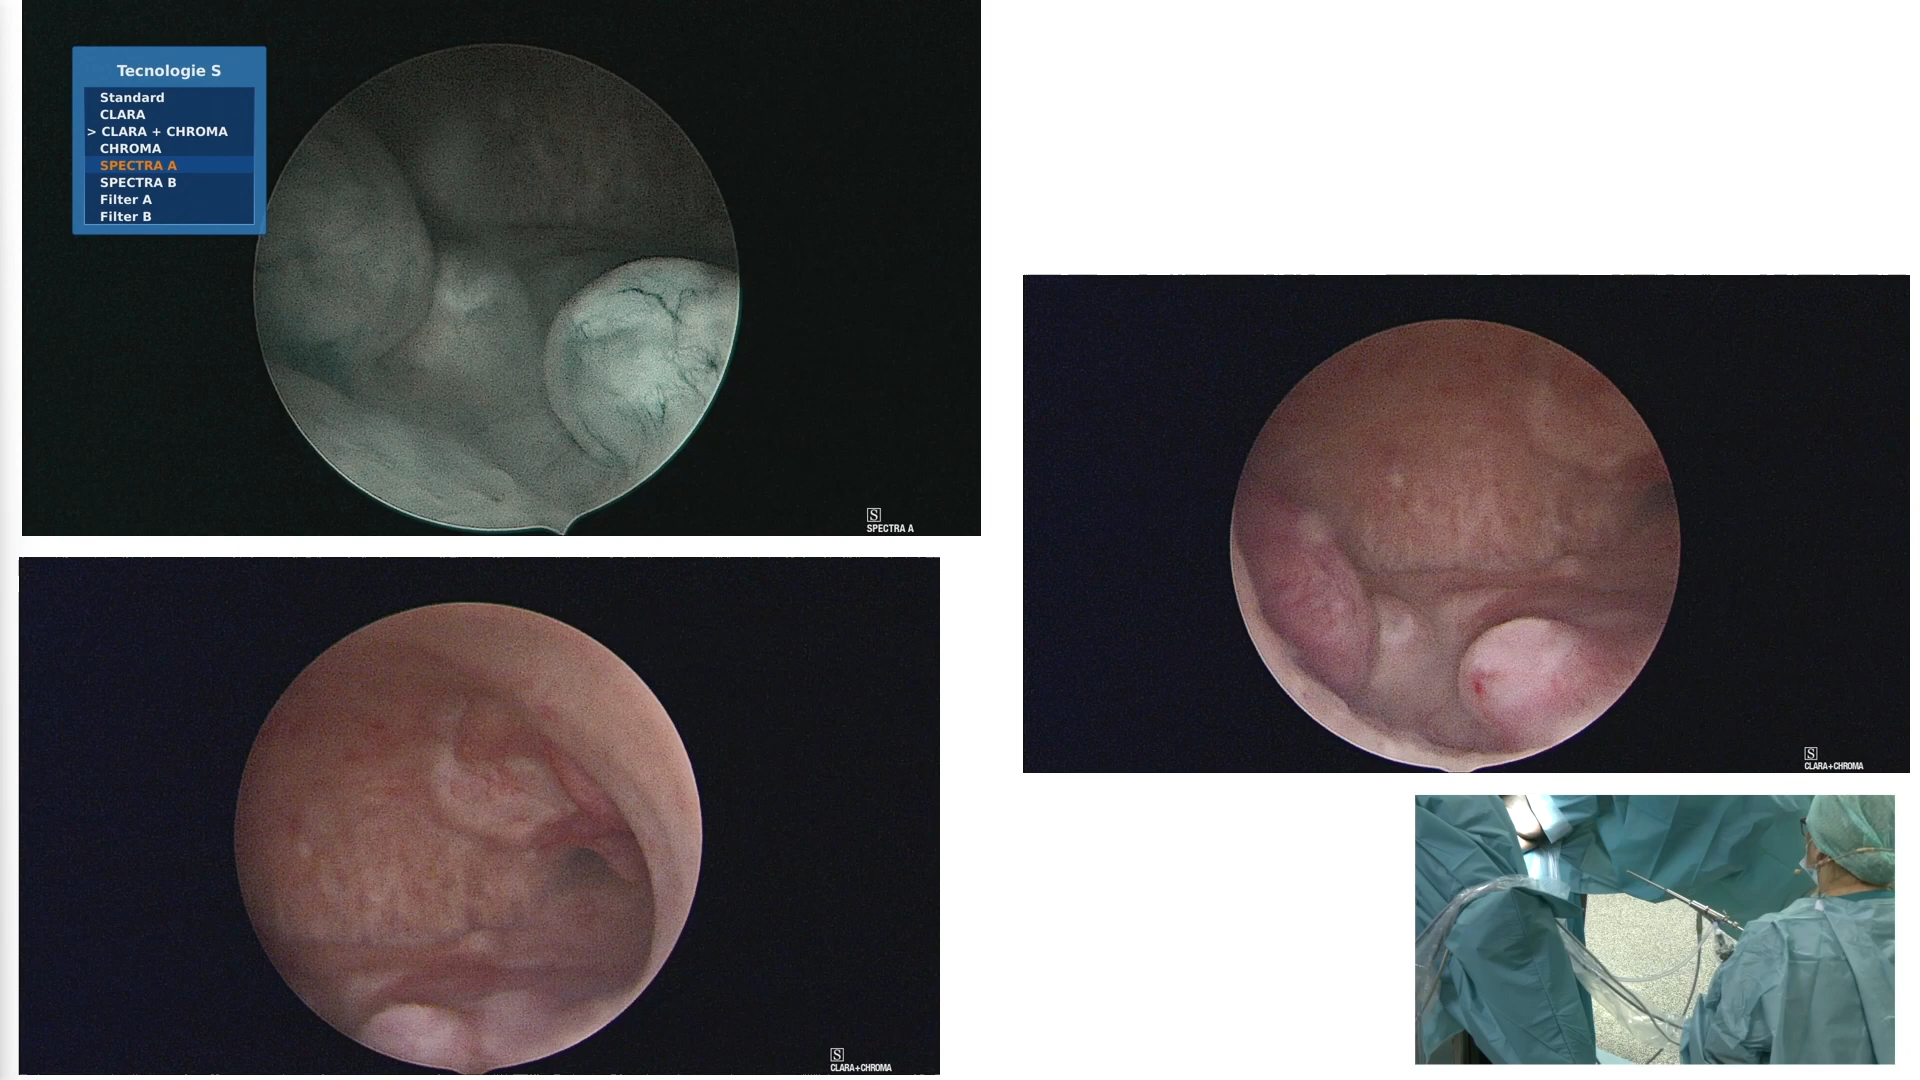 Tecnologie S
Standard
CLARA
> CLARA + CHROMA
CHROMA
SPECTRA A
SPECTRA B
Filter A
Filter B
S
SPECTRA A
S
CLARA+CHROMA
S
CLARA+CHROMA